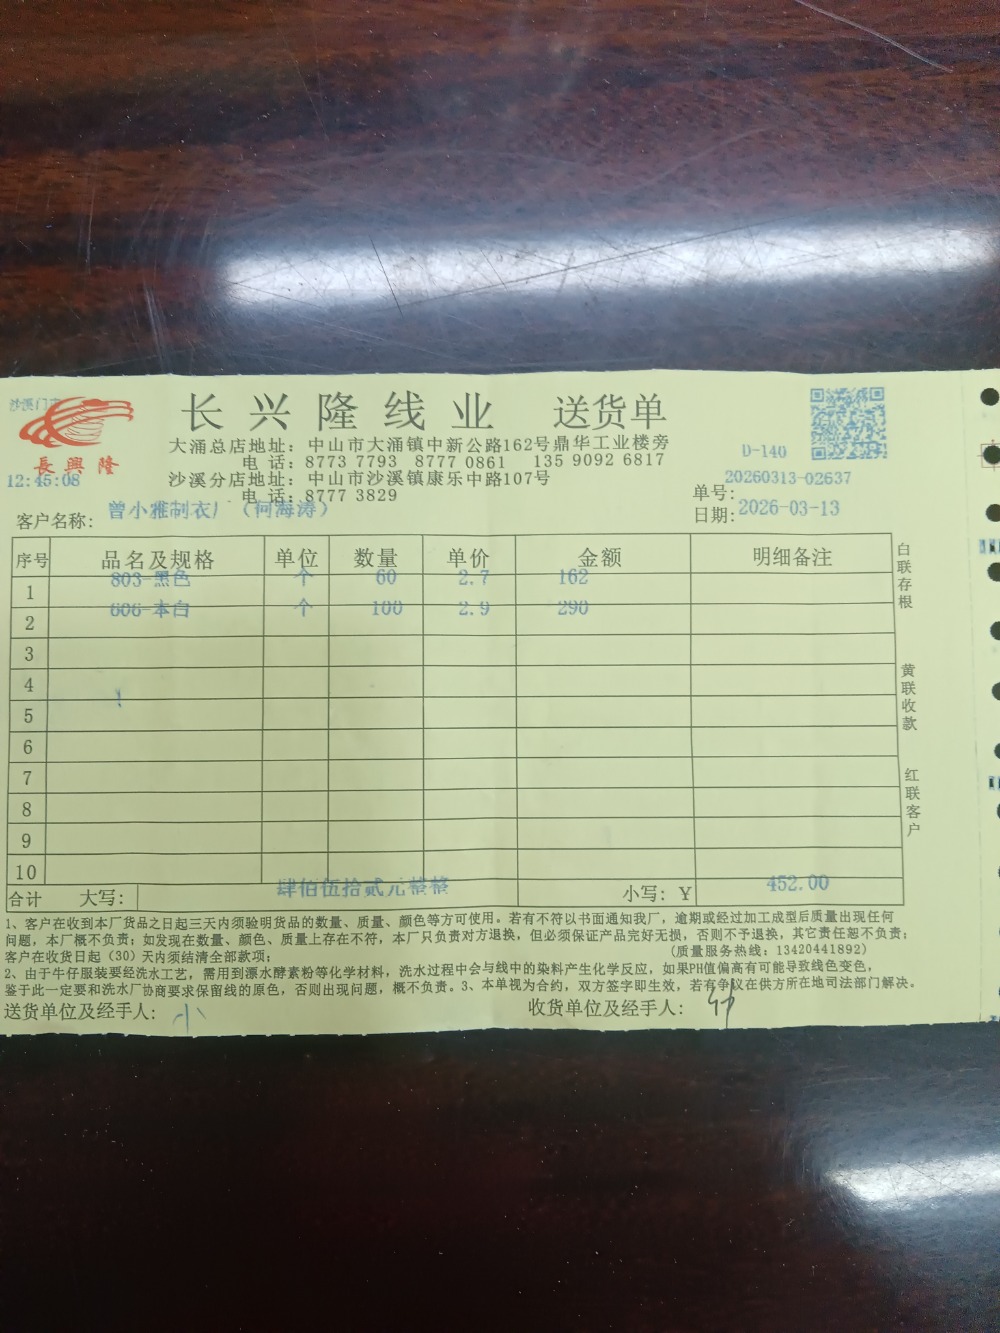 沙溪门市
長興隆
12:45:08
长兴隆线业 送货单
大涌总店地址：中山市大涌镇中新公路162号鼎华工业楼旁
电 话：8773 7793 8777 0861 135 9092 6817
沙溪分店地址：中山市沙溪镇康乐中路107号
电 话：8777 3829
D-140
单号：20260313-02637
日期：2026-03-13
客户名称：曾小雅制衣厂（何海涛）
序号 品名及规格 单位 数量 单价 金额 明细备注
1 803-黑色 个 60 2.7 162
2 606-本白 个 100 2.9 290
3
4
5
6
7
8
9
10
合计 大写：肆佰伍拾贰元整整 小写：￥ 452.00
白联存根
黄联收款
红联客户
1、客户在收到本厂货品之日起三天内须验明货品的数量、质量、颜色等方可使用。若有不符以书面通知我厂，逾期或经过加工成型后质量出现任何
问题，本厂概不负责；如发现在数量、颜色、质量上存在不符，本厂只负责对方退换，但必须保证产品完好无损，否则不予退换，其它责任恕不负责；
客户在收货日起（30）天内须结清全部款项； (质量服务热线：13420441892)
2、由于牛仔服装要经洗水工艺，需用到漂水酵素粉等化学材料，洗水过程中会与线中的染料产生化学反应，如果PH值偏高有可能导致线色变色，
鉴于此一定要和洗水厂协商要求保留线的原色，否则出现问题，概不负责。3、本单视为合约，双方签字即生效，若有争议在供方所在地司法部门解决。
送货单位及经手人：小 收货单位及经手人：